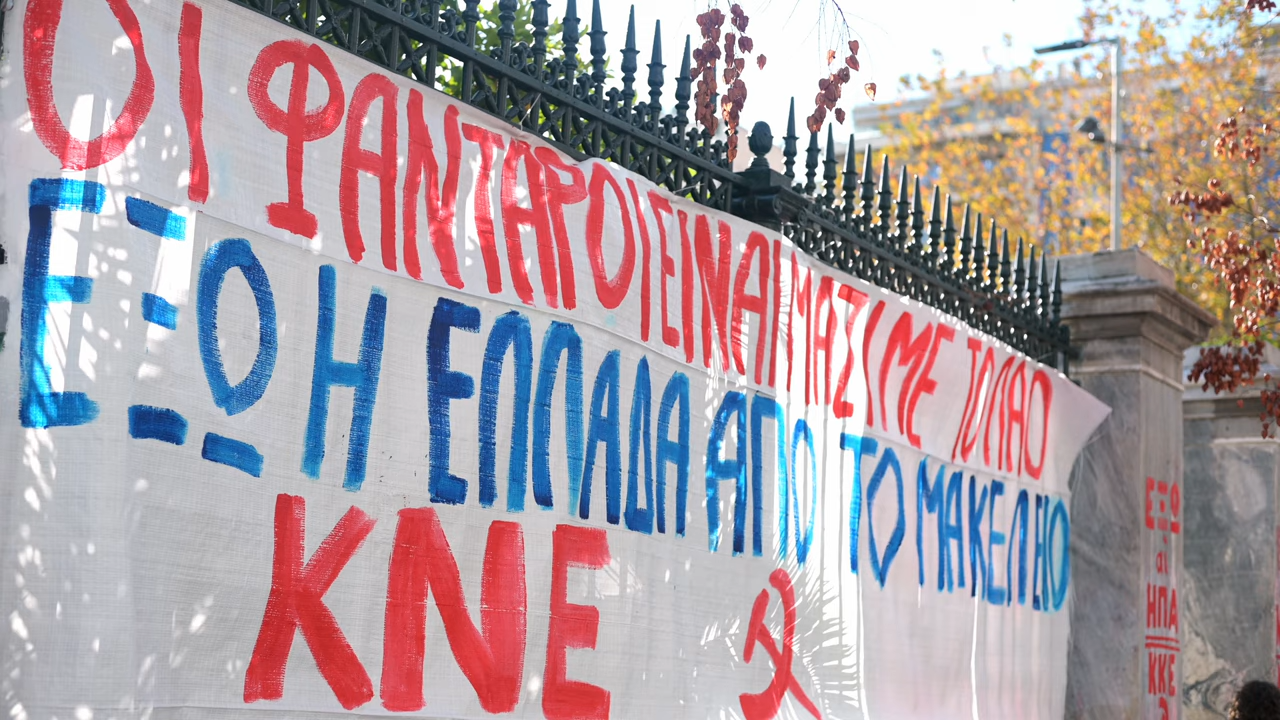 ΟΙ ΦΑΝΤΑΡΟΙ ΕΙΝΑΙ ΜΑΖΙ ΜΕ ΤΟ ΛΑΟ
ΕΞΩ Η ΕΛΛΑΔΑ ΑΠΟ ΤΟ ΜΑΚΕΛΕΙΟ
ΚΝΕ
ΕΞΩ
οι
ΗΠΑ
ΚΚΕ